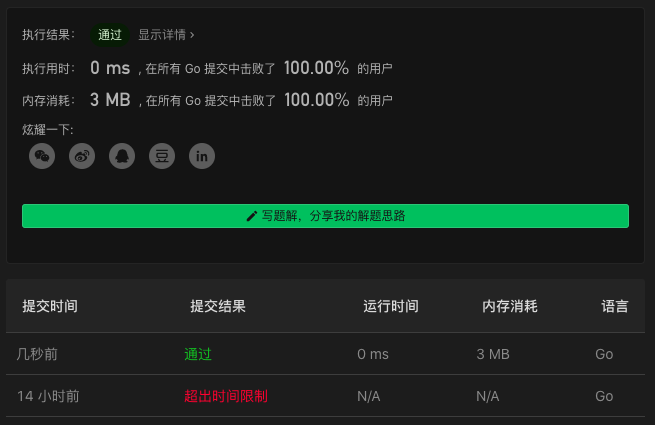 执行结果： 通过 显示详情 >
执行用时： 0 ms ，在所有 Go 提交中击败了 100.00% 的用户
内存消耗： 3 MB ，在所有 Go 提交中击败了 100.00% 的用户
炫耀一下:
豆 in
写题解，分享我的解题思路
提交时间 提交结果 运行时间 内存消耗 语言
几秒前 通过 0 ms 3 MB Go
14 小时前 超出时间限制 N/A N/A Go